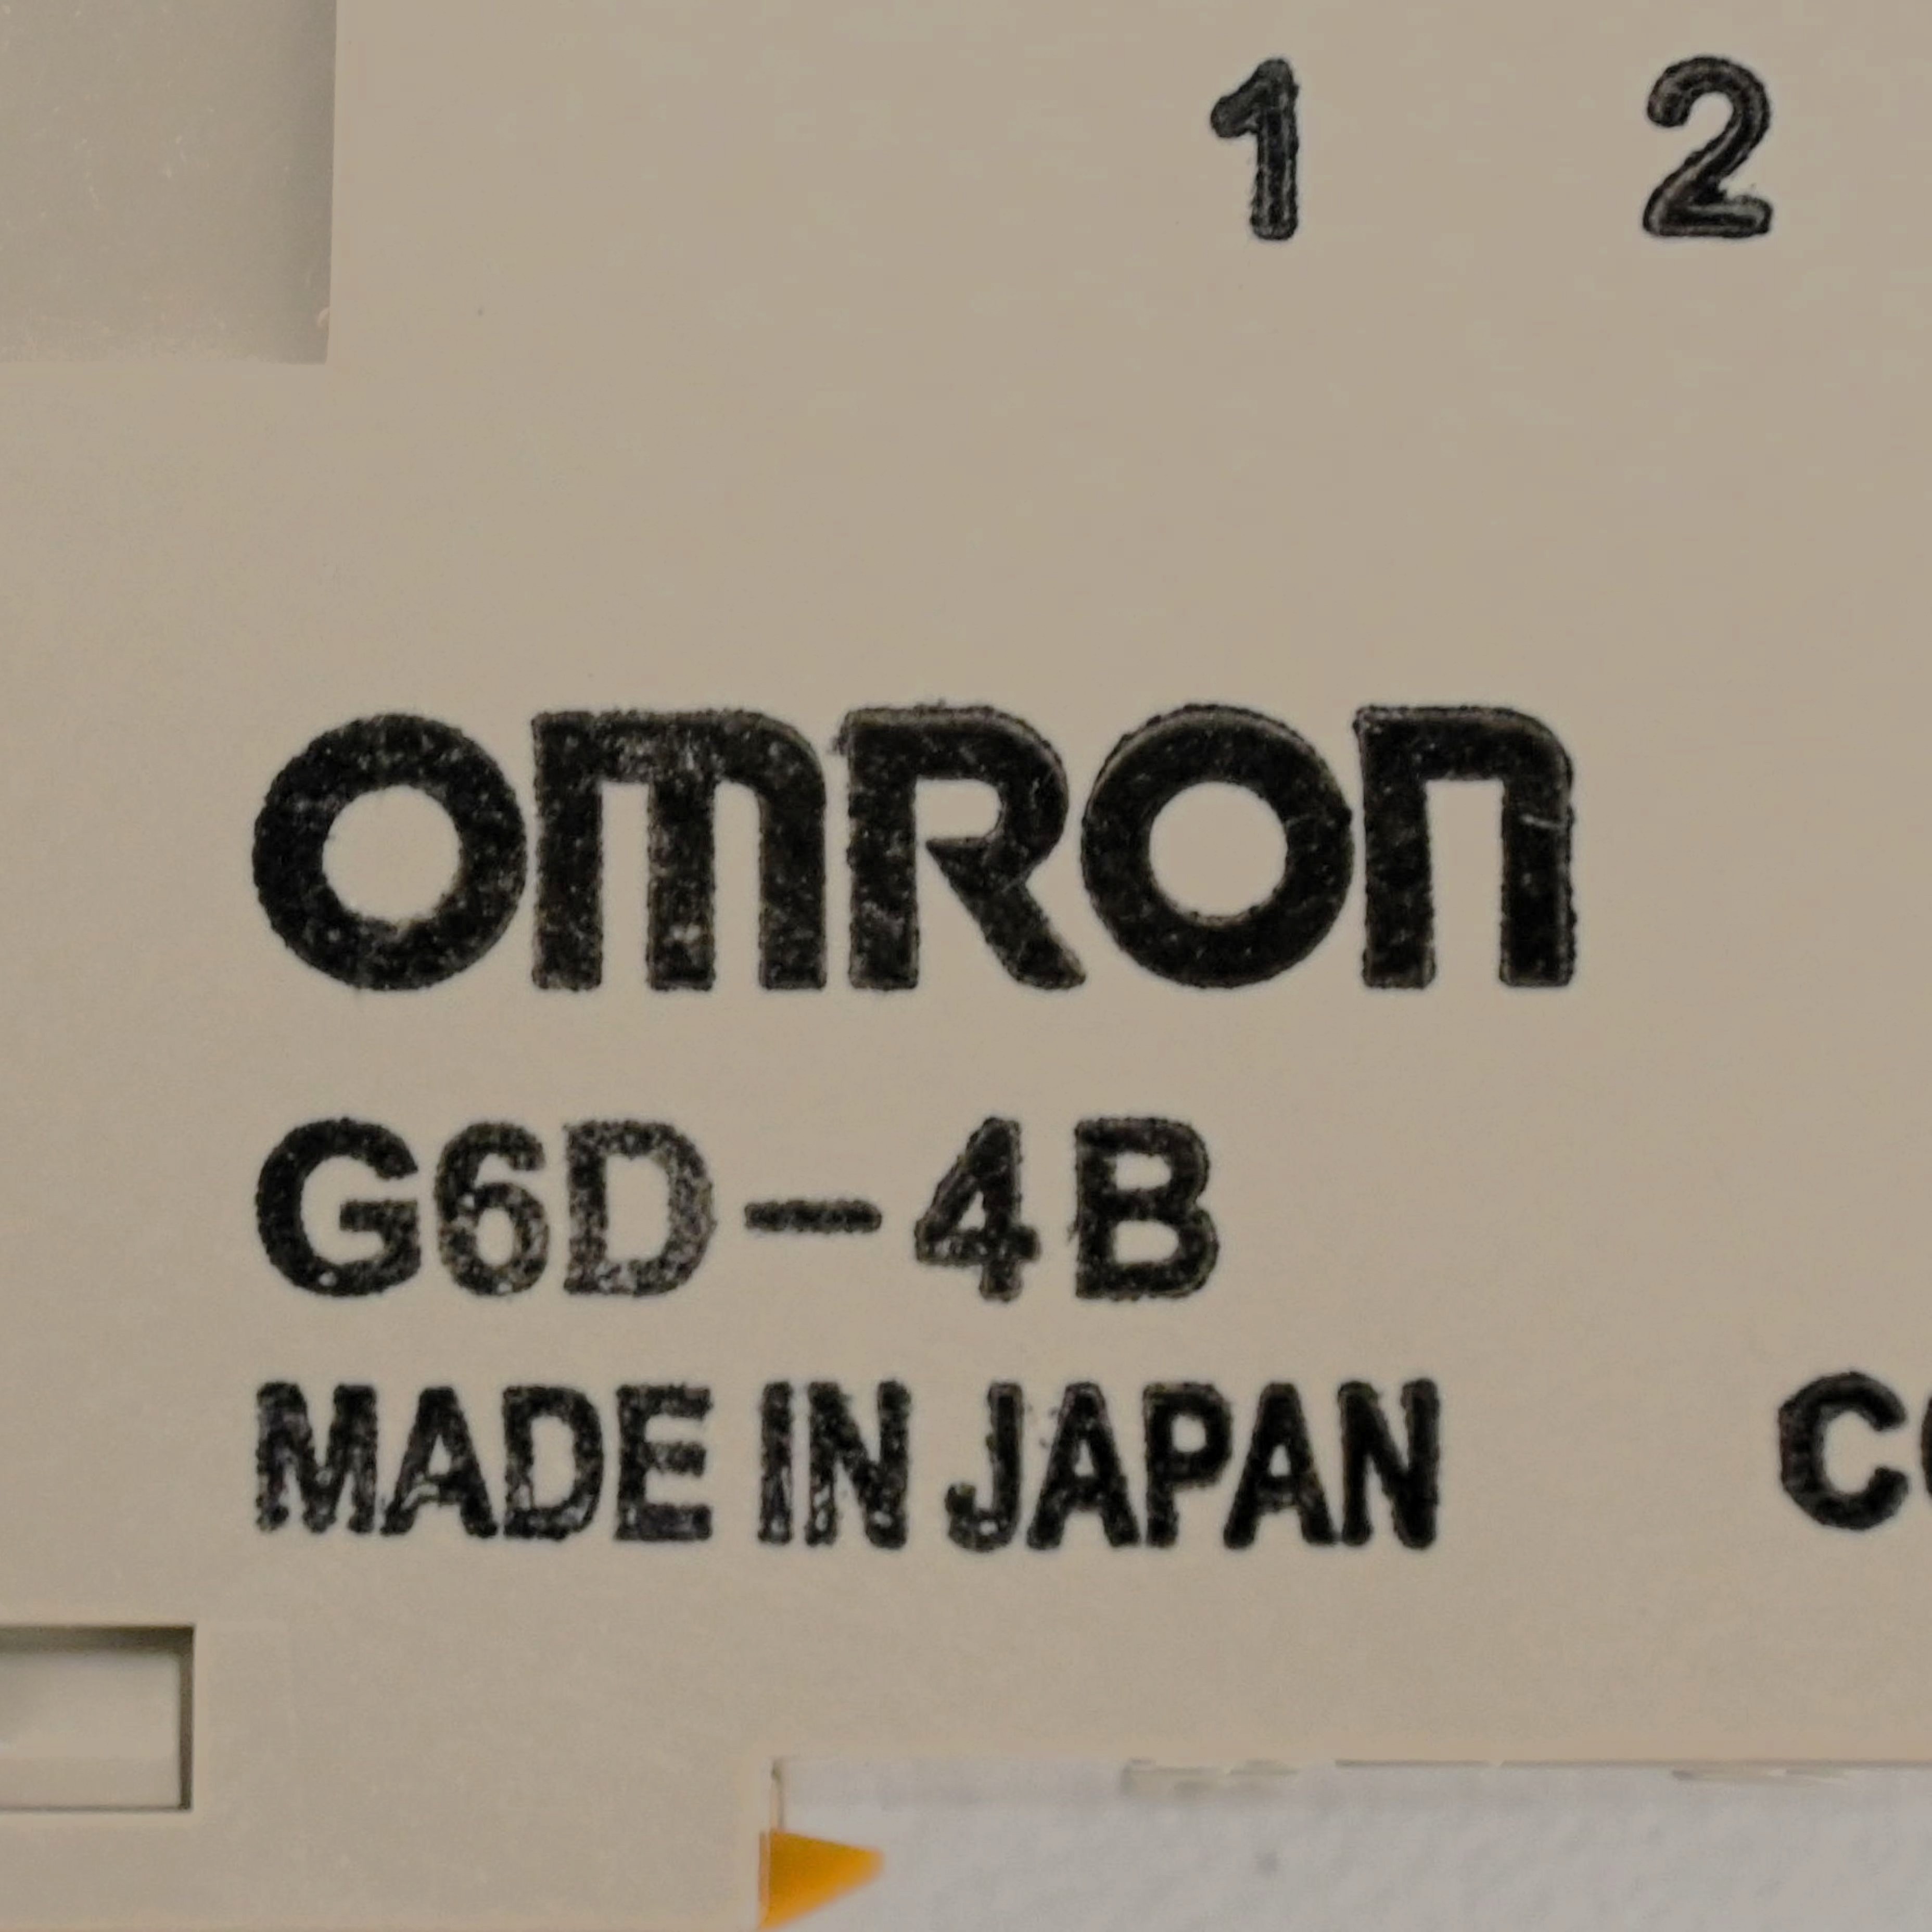 1 2
OMRON
G6D-4B
MADE IN JAPAN